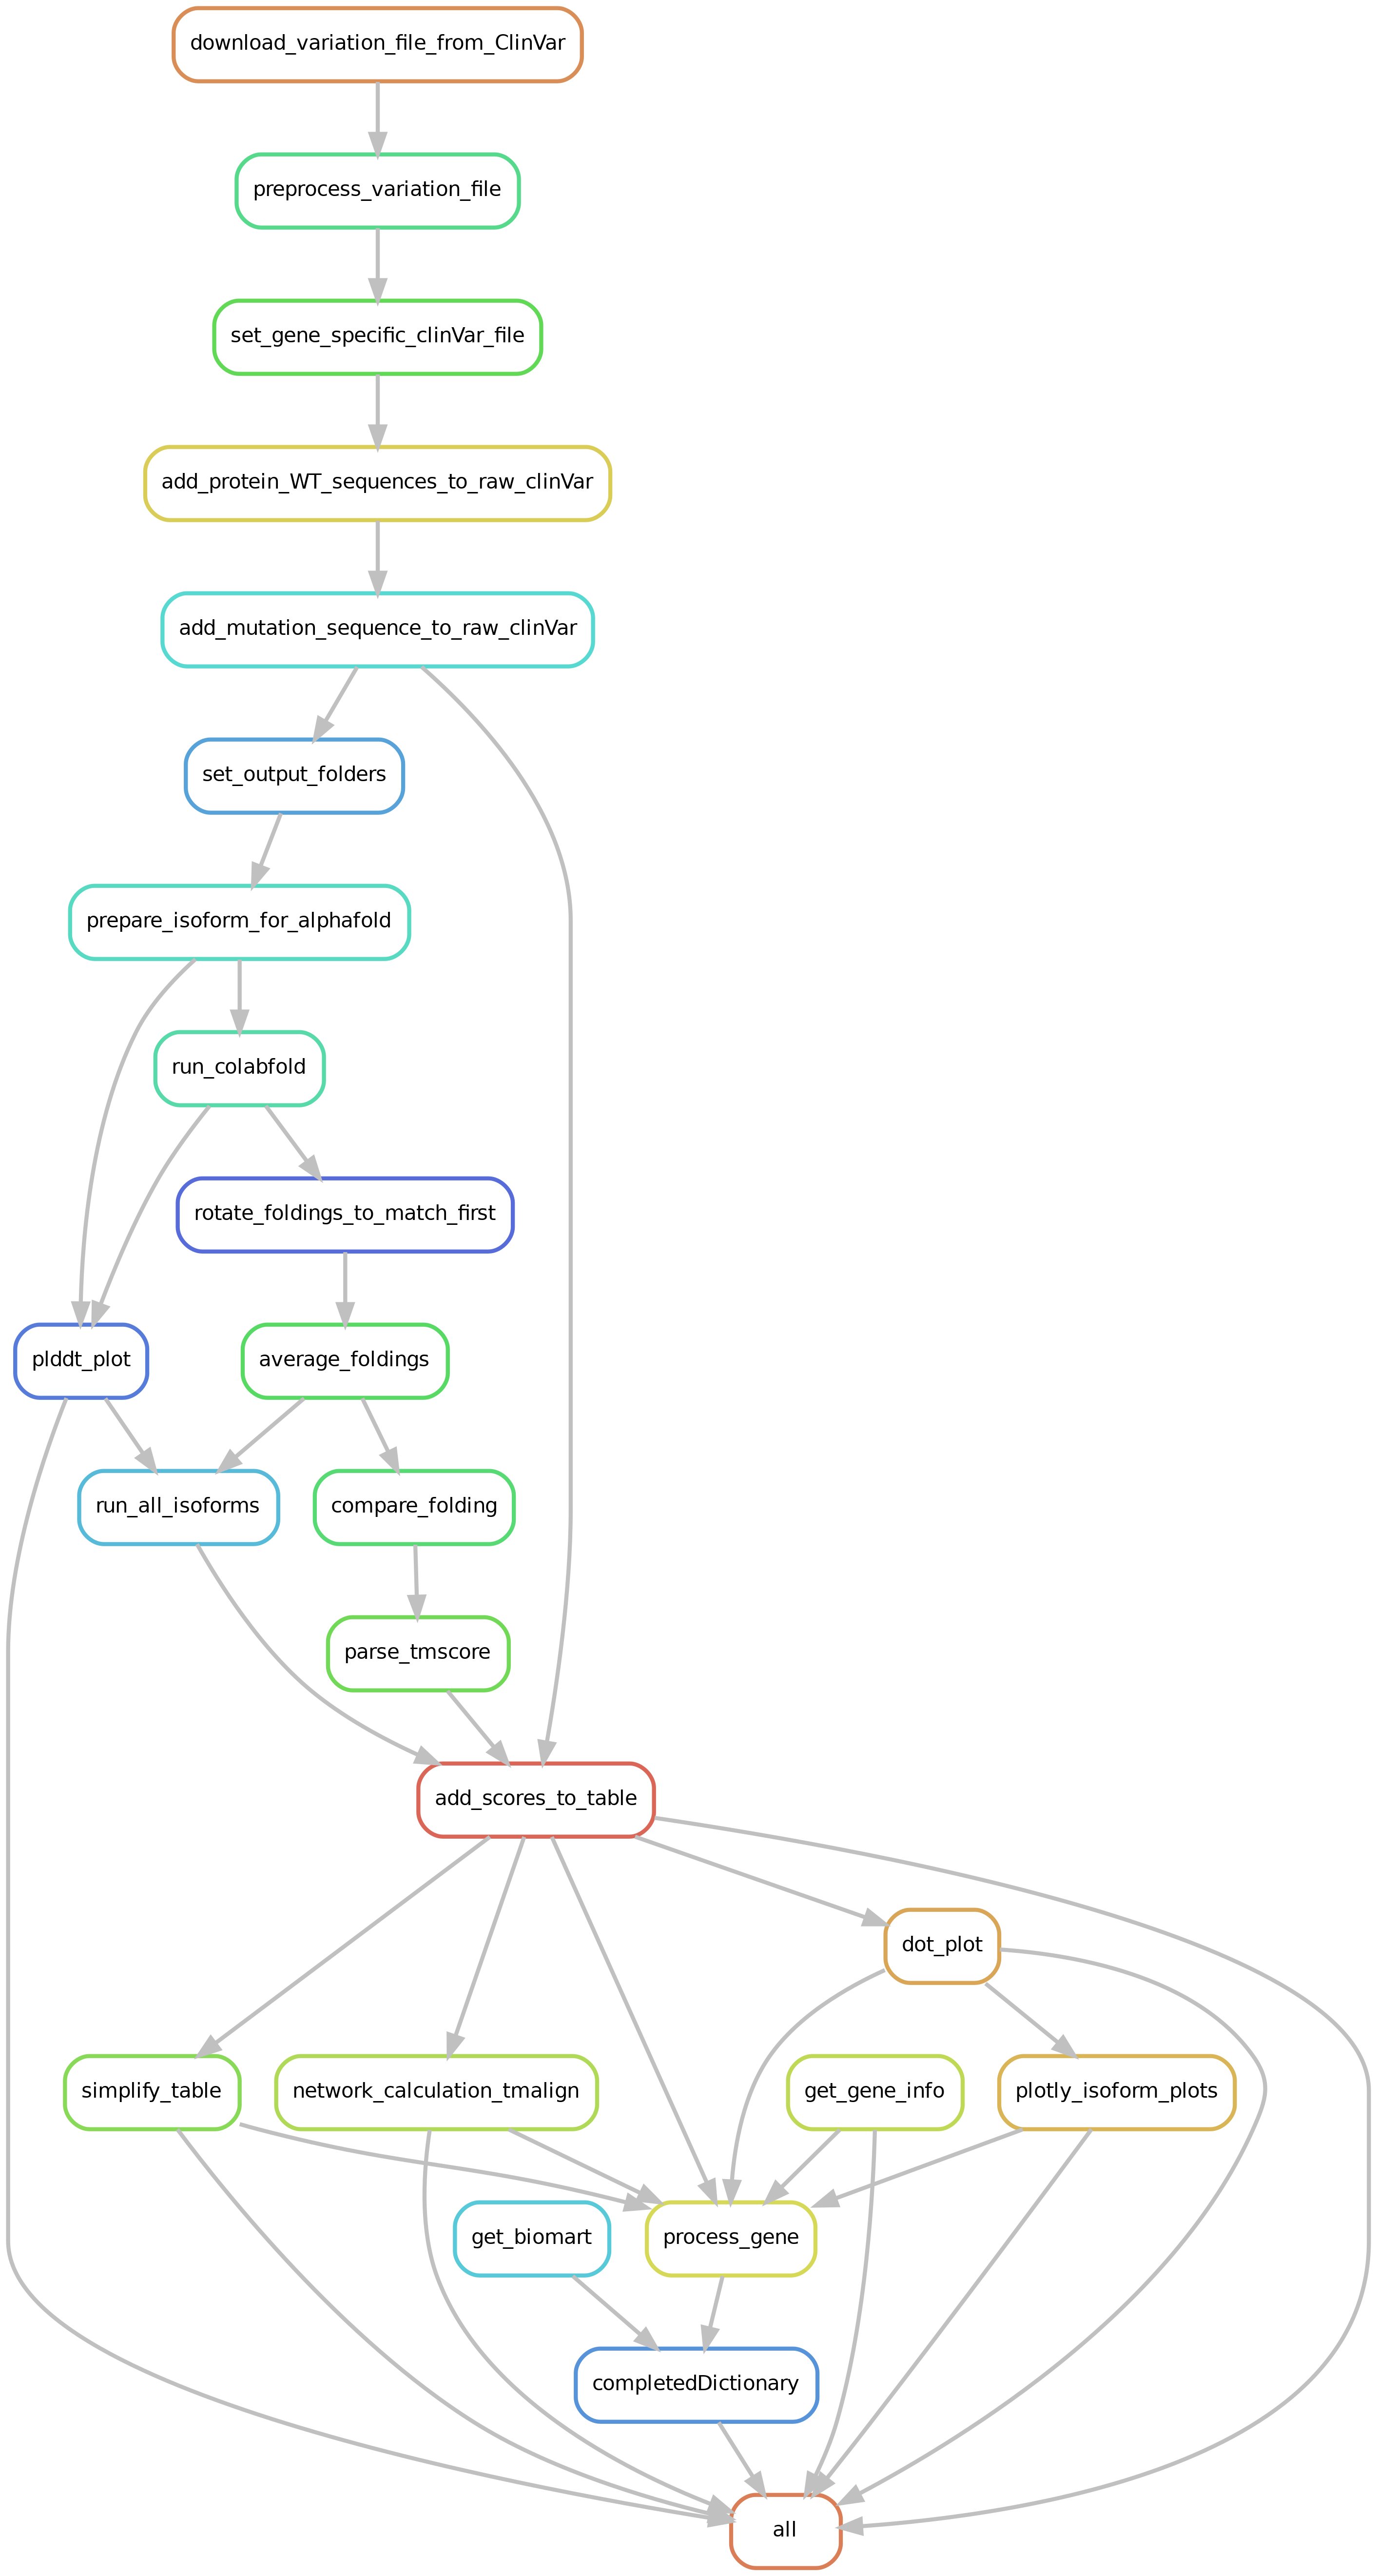 download_variation_file_from_ClinVar
preprocess_variation_file
set_gene_specific_clinVar_file
add_protein_WT_sequences_to_raw_clinVar
add_mutation_sequence_to_raw_clinVar
set_output_folders
prepare_isoform_for_alphafold
run_colabfold
rotate_foldings_to_match_first
plddt_plot
average_foldings
run_all_isoforms
compare_folding
parse_tmscore
add_scores_to_table
dot_plot
simplify_table
network_calculation_tmalign
get_gene_info
plotly_isoform_plots
get_biomart
process_gene
completedDictionary
all